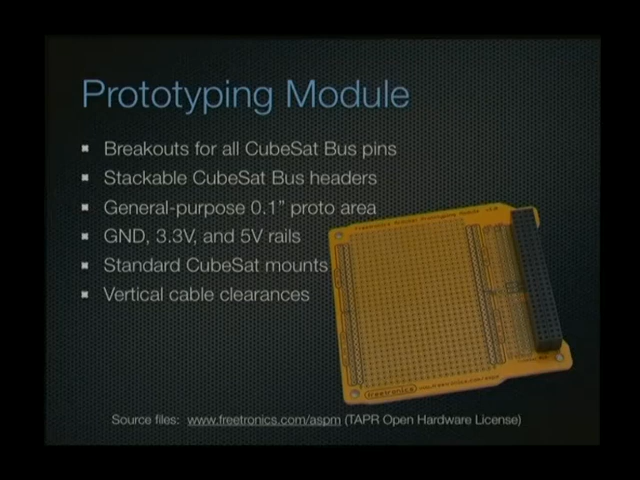 Prototyping Module
Breakouts for all CubeSat Bus pins
Stackable CubeSat Bus headers
General-purpose 0.1” proto area
GND, 3.3V, and 5V rails
Standard CubeSat mounts
Vertical cable clearances
freetronics
Source files: www.freetronics.com/aspm (TAPR Open Hardware License)